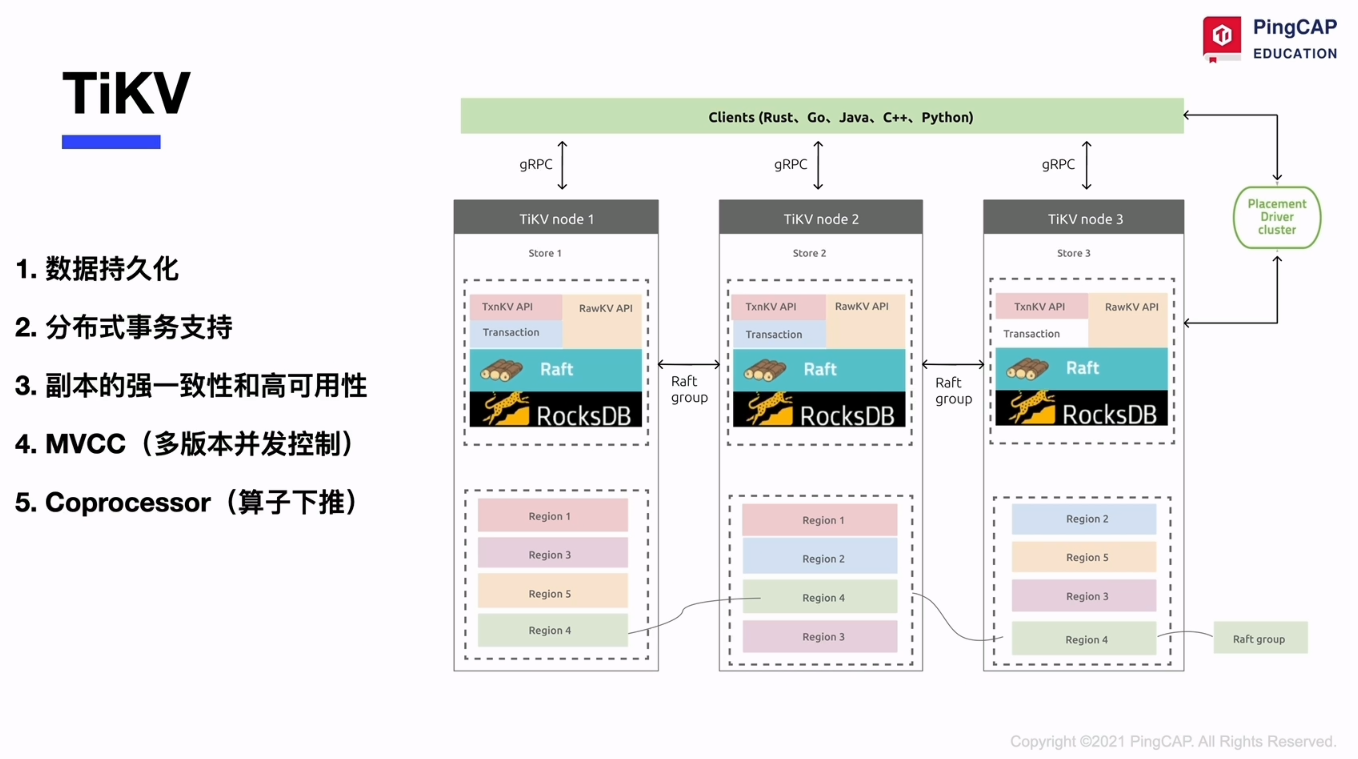 PingCAP
EDUCATION
TiKV
1. 数据持久化
2. 分布式事务支持
3. 副本的强一致性和高可用性
4. MVCC（多版本并发控制）
5. Coprocessor（算子下推）
Clients (Rust、Go、Java、C++、Python)
gRPC
gRPC
gRPC
Placement
Driver
cluster
TiKV node 1
Store 1
TxnKV API
RawKV API
Transaction
Raft
RocksDB
Region 1
Region 3
Region 5
Region 4
Raft
group
TiKV node 2
Store 2
TxnKV API
RawKV API
Transaction
Raft
RocksDB
Region 1
Region 2
Region 4
Region 3
Raft
group
TiKV node 3
Store 3
TxnKV API
RawKV API
Transaction
Raft
RocksDB
Region 2
Region 5
Region 3
Region 4
Raft group
Copyright ©2021 PingCAP. All Rights Reserved.